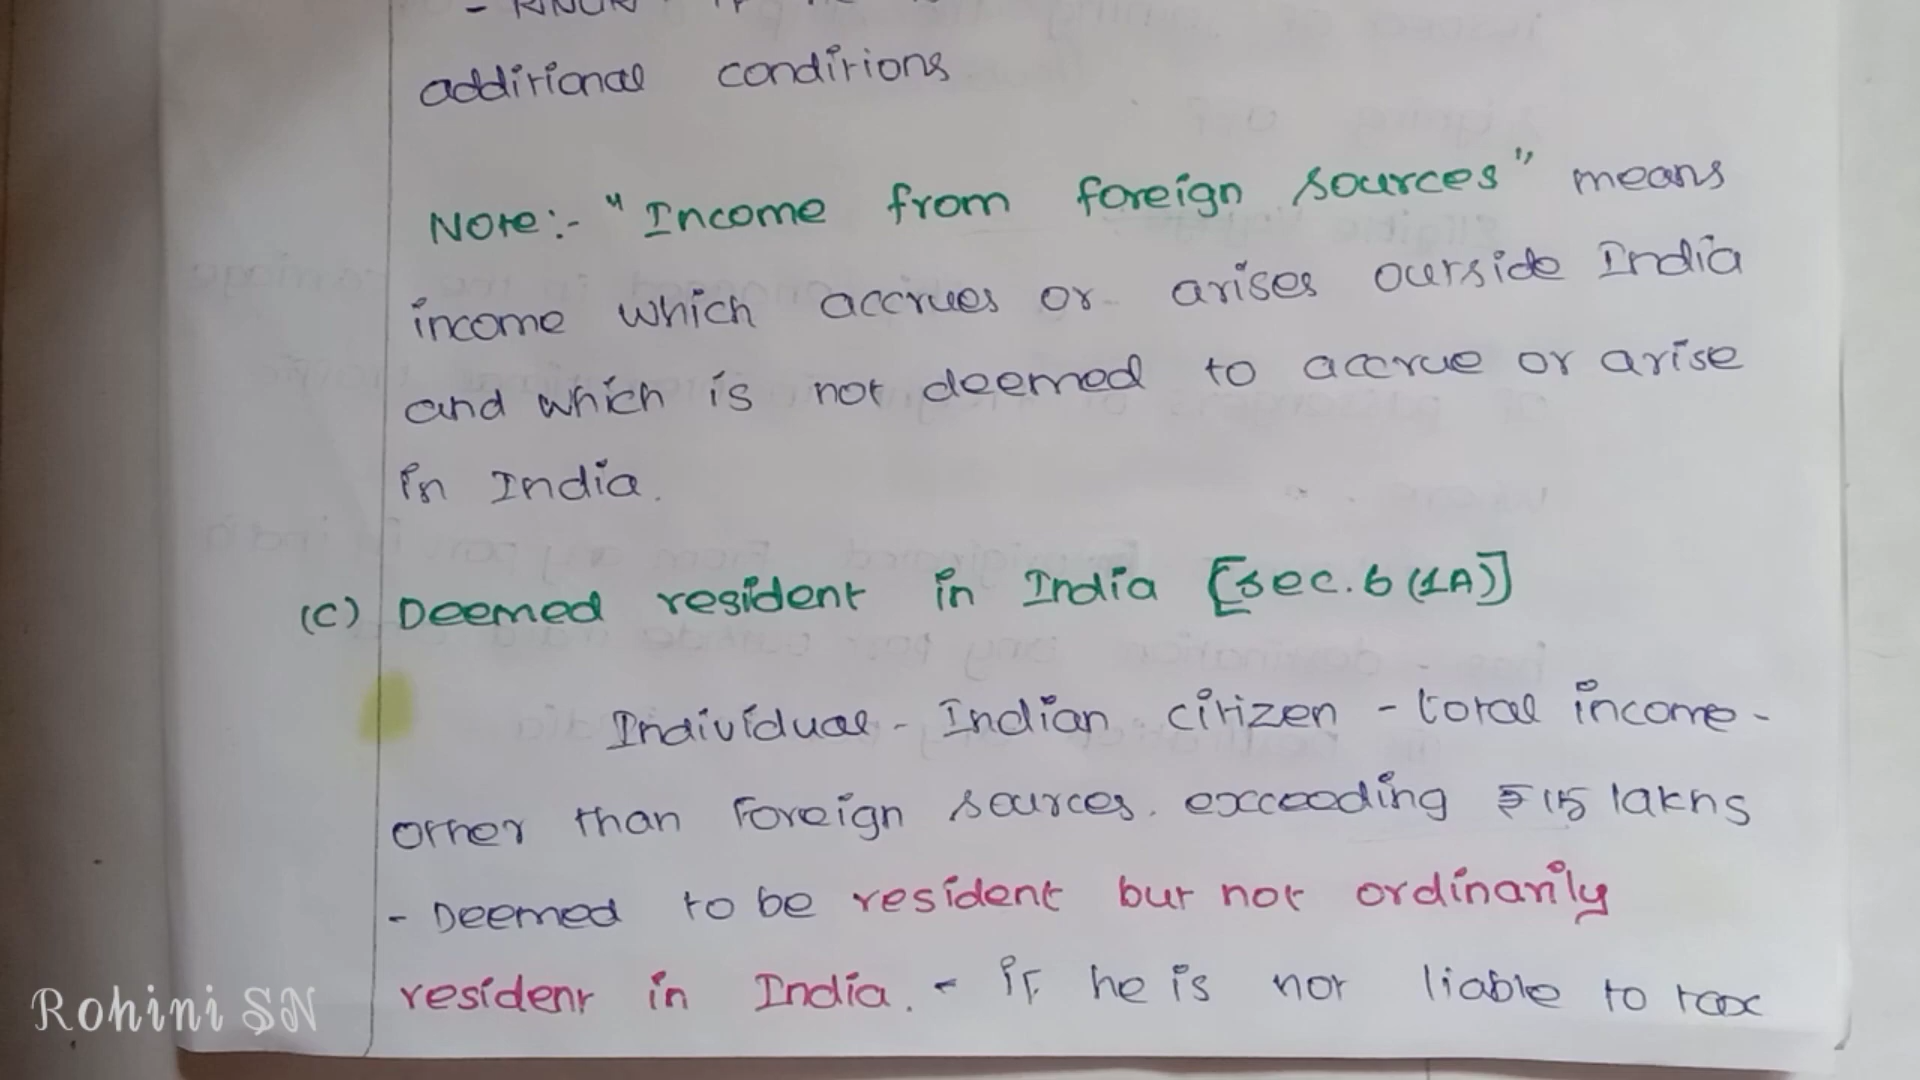 additional conditions
Note:- "Income from foreign sources" means
income which accrues or arises outside India
and which is not deemed to accrue or arise
in India.
(C) Deemed resident in India [Sec. 6 (1A)]
Individual - Indian citizen - total income -
other than Foreign sources. exceeding ₹15 lakhs
- Deemed to be resident but not ordinarily
resident in India. - if he is not liable to tax
Rohini SN